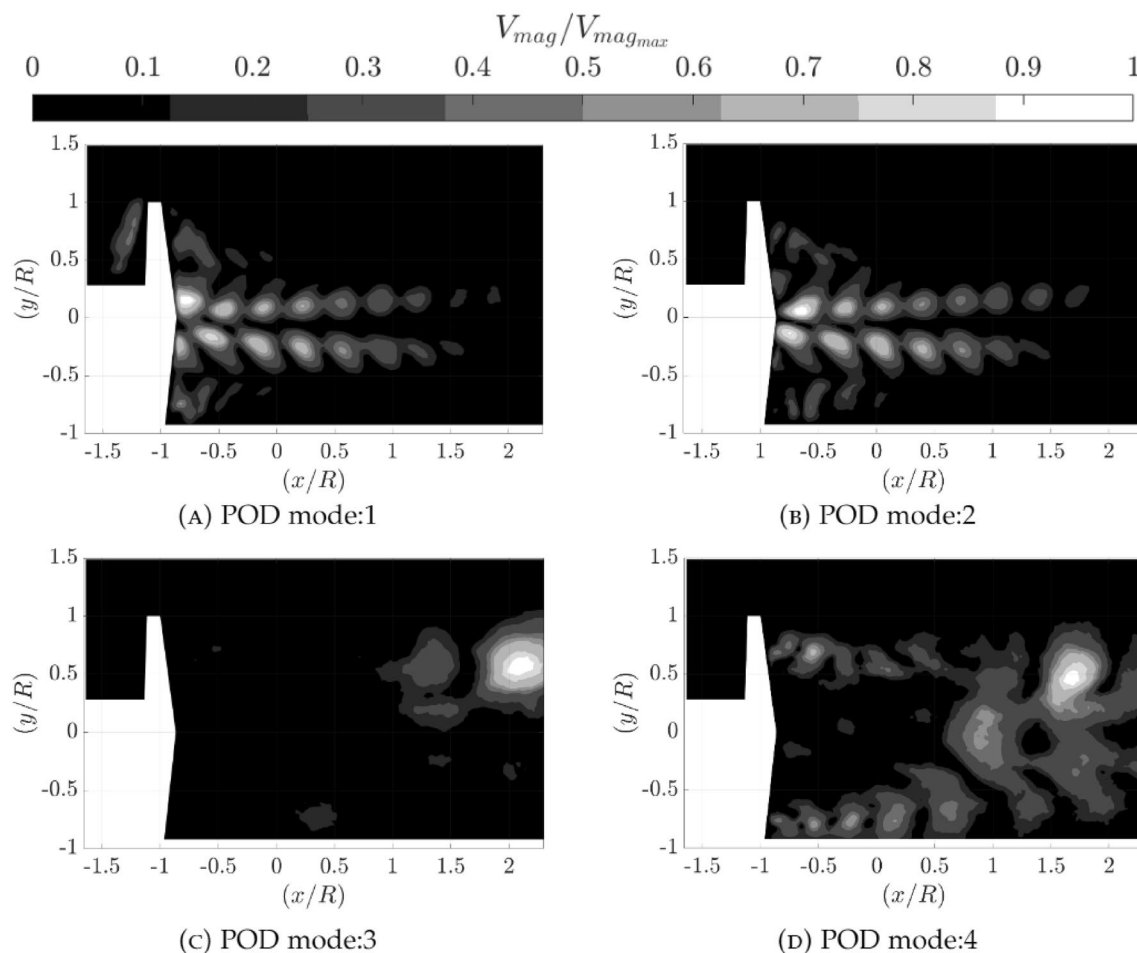 V_{mag}/V_{mag_{max}}
0 0.1 0.2 0.3 0.4 0.5 0.6 0.7 0.8 0.9 1
1.5 1 0.5 0 -0.5 -1
(y/R)
-1.5 -1 -0.5 0 0.5 1 1.5 2
(x/R)
(A) POD mode:1
1.5 1 0.5 0 -0.5 -1
(y/R)
-1.5 1 -0.5 0 0.5 1 1.5 2
(x/R)
(B) POD mode:2
1.5 1 0.5 0 -0.5 -1
(y/R)
-1.5 -1 -0.5 0 0.5 1 1.5 2
(x/R)
(C) POD mode:3
1.5 1 0.5 0 -0.5 -1
(y/R)
-1.5 -1 -0.5 0 0.5 1 1.5 2
(x/R)
(D) POD mode:4